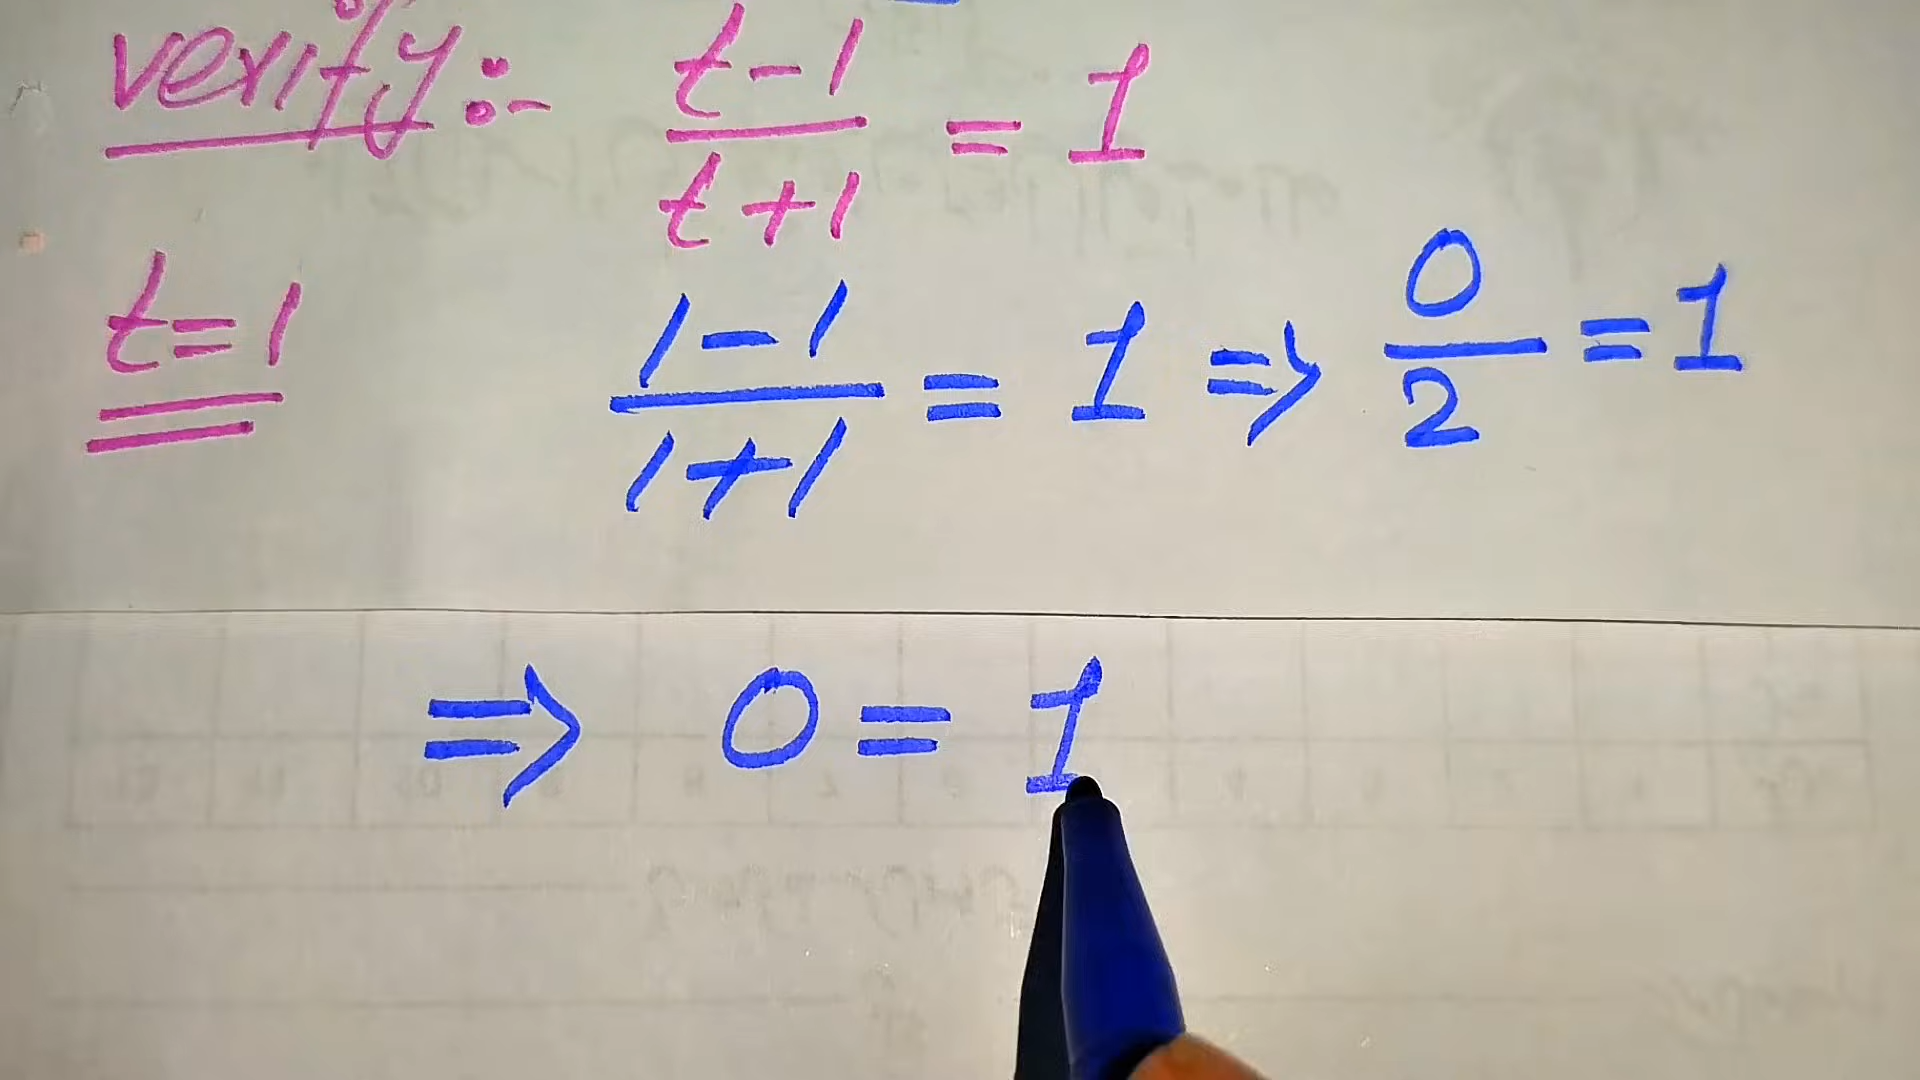 verify :- t-1/t+1 = 1
t=1 1-1/1+1 = 1 ⇒ 0/2 = 1
⇒ 0 = 1